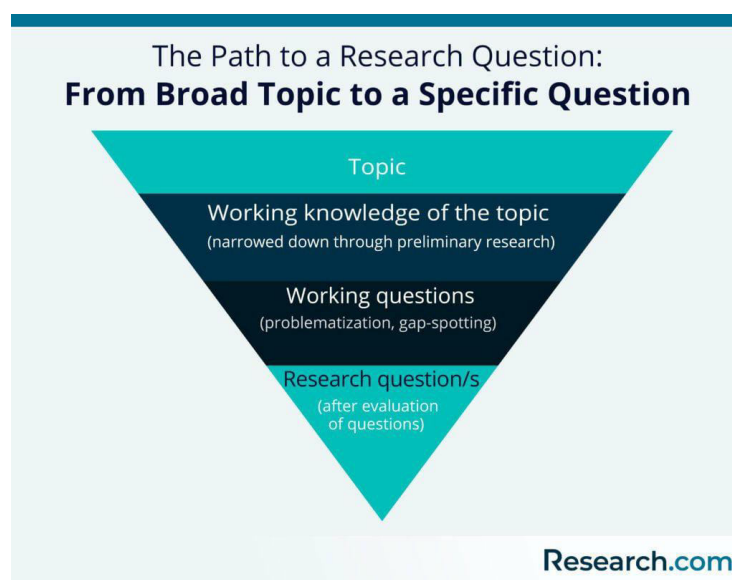 The Path to a Research Question:
From Broad Topic to a Specific Question
Topic
Working knowledge of the topic
(narrowed down through preliminary research)
Working questions
(problematization, gap-spotting)
Research question/s
(after evaluation
of questions)
Research.com